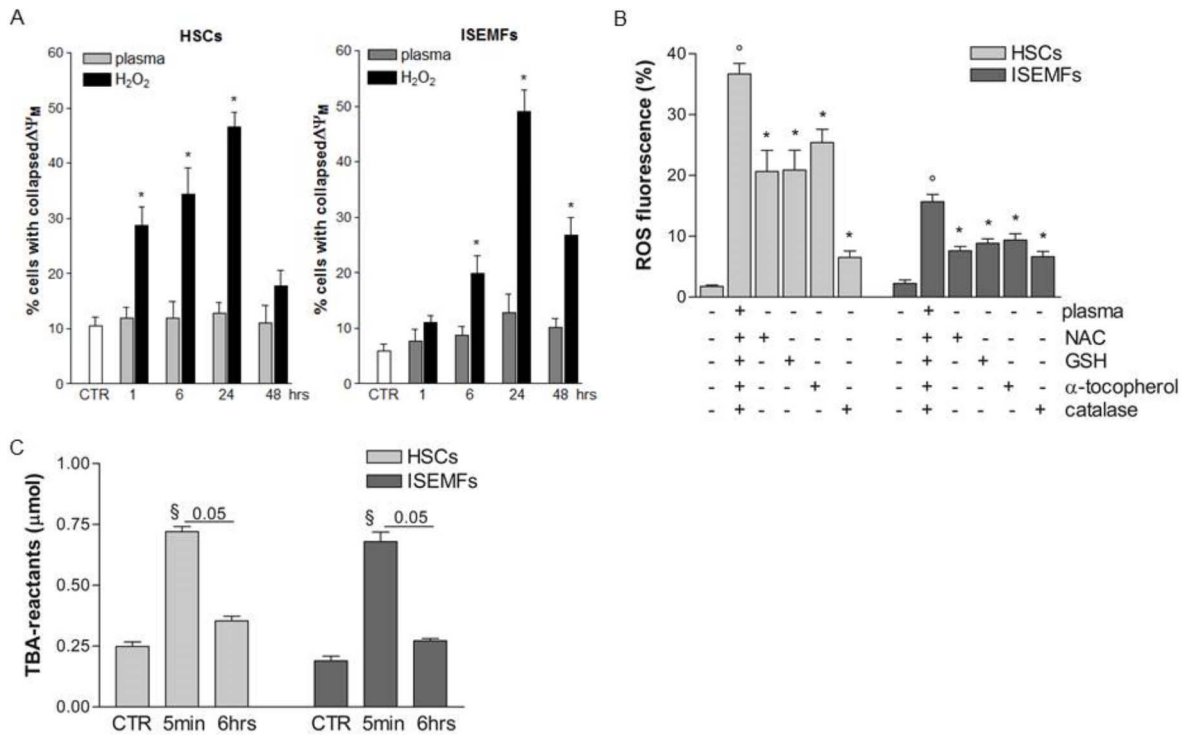 A
HSCs
plasma
H₂O₂
% cells with collapsedΔΨM
60
50
40
30
20
10
0
* * *
CTR 1 6 24 48 hrs
ISEMFs
plasma
H₂O₂
% cells with collapsedΔΨM
60
50
40
30
20
10
0
* * *
CTR 1 6 24 48 hrs
B
HSCs
ISEMFs
ROS fluorescence (%)
40
30
20
10
0
° * * * *
° * * * *
- + - - - - - + - - - - plasma
- + + - - - - + + - - - NAC
- + - + - - - + - + - - GSH
- + - - + - - + - - + - α-tocopherol
- + - - - + - + - - - + catalase
C
HSCs
ISEMFs
TBA-reactants (µmol)
1.00
0.75
0.50
0.25
0.00
§ 0.05
§ 0.05
CTR 5min 6hrs CTR 5min 6hrs